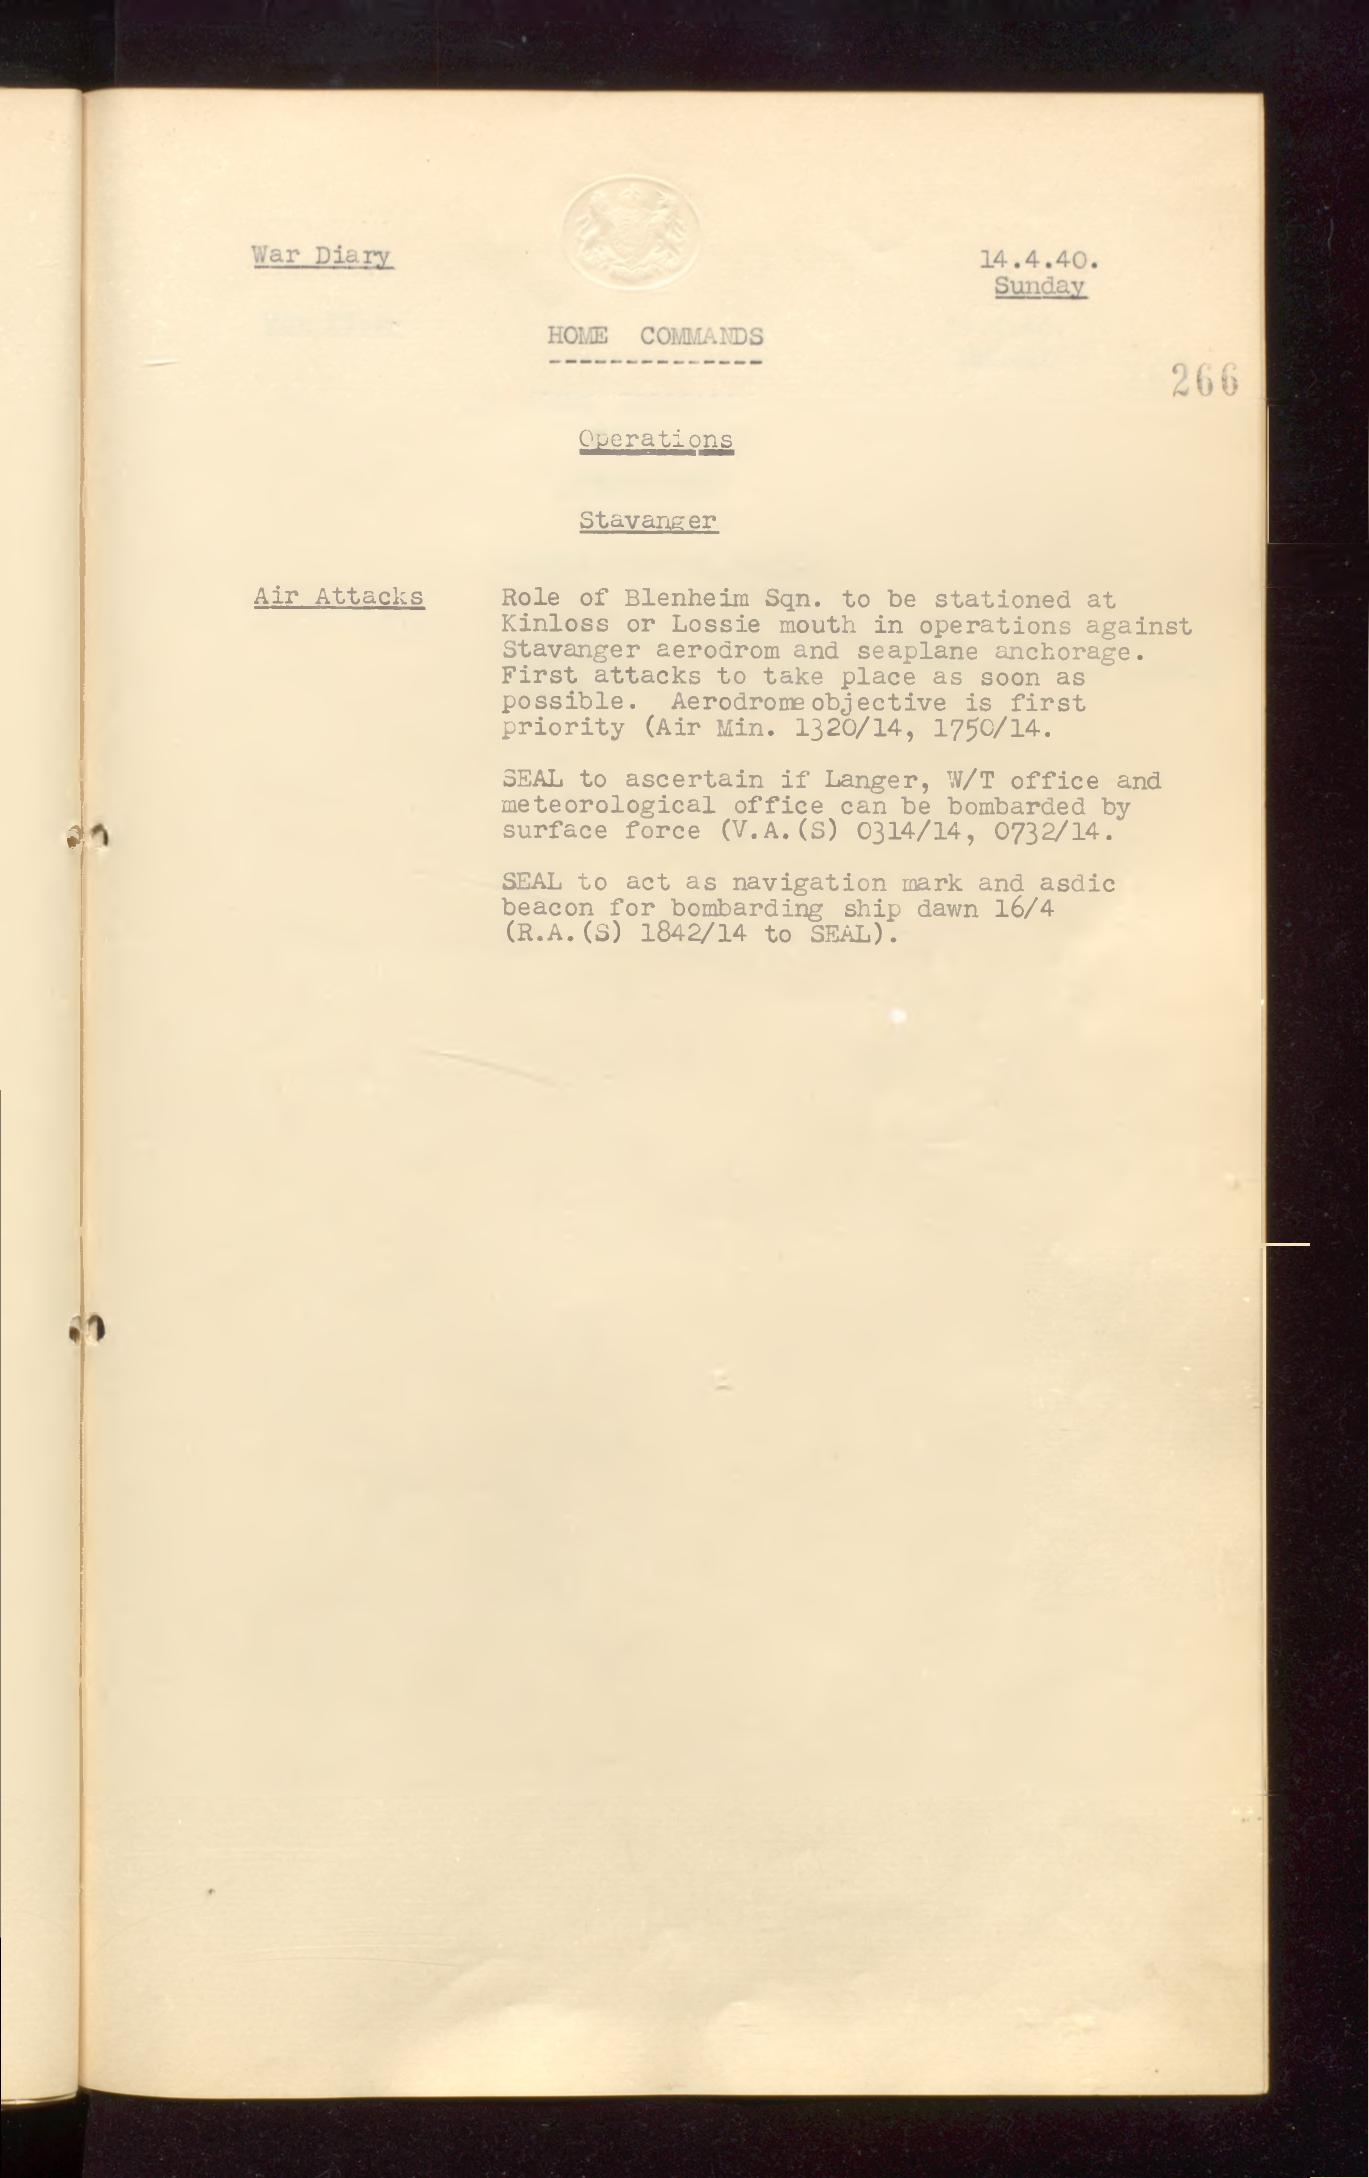 War Diary
14.4.40.
Sunday
HOME COMMANDS
266
Operations
Stavanger
Air Attacks
Role of Blenheim Sqn. to be stationed at
Kinloss or Lossie mouth in operations against
Stavanger aerodrom and seaplane anchorage.
First attacks to take place as soon as
possible. Aerodrome objective is first
priority (Air Min. 1320/14, 1750/14.
SEAL to ascertain if Langer, W/T office and
meteorological office can be bombarded by
surface force (V.A.(S) 0314/14, 0732/14.
SEAL to act as navigation mark and asdic
beacon for bombarding ship dawn 16/4
(R.A.(S) 1842/14 to SEAL).